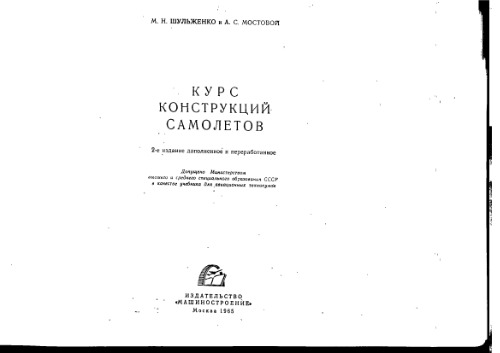 М. Н. ШУЛЬЖЕНКО и А. С. МОСТОВОЙ
КУРС
КОНСТРУКЦИЙ
САМОЛЕТОВ
2-е издание дополненное и переработанное
Допущено Министерством
высшего и среднего специального образования СССР
в качестве учебника для авиационных техникумов
ИЗДАТЕЛЬСТВО
«МАШИНОСТРОЕНИЕ»
Москва 1965